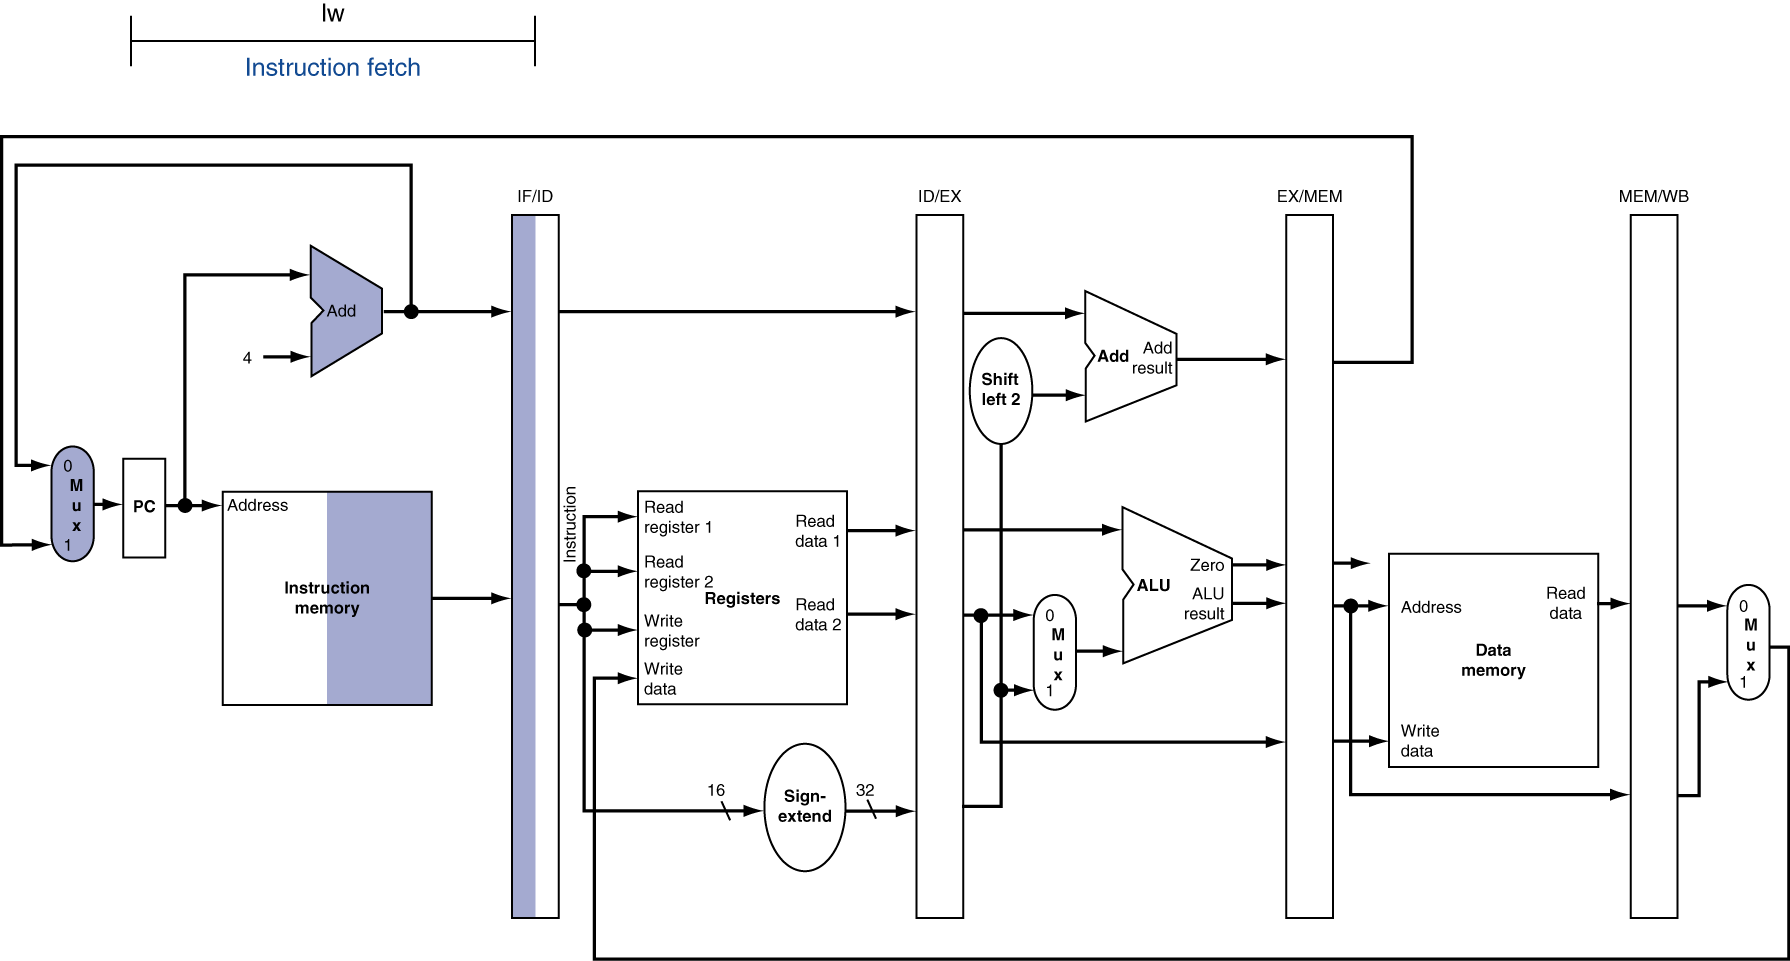 lw
Instruction fetch
IF/ID
ID/EX
EX/MEM
MEM/WB
Add
4
0
M
u
x
1
PC
Address
Instruction
memory
Instruction
Read
register 1
Read
register 2
Write
register
Write
data
Registers
Read
data 1
Read
data 2
16
Sign-
extend
32
Shift
left 2
Add
Add
result
0
M
u
x
1
ALU
Zero
ALU
result
Address
Write
data
Data
memory
Read
data
0
M
u
x
1